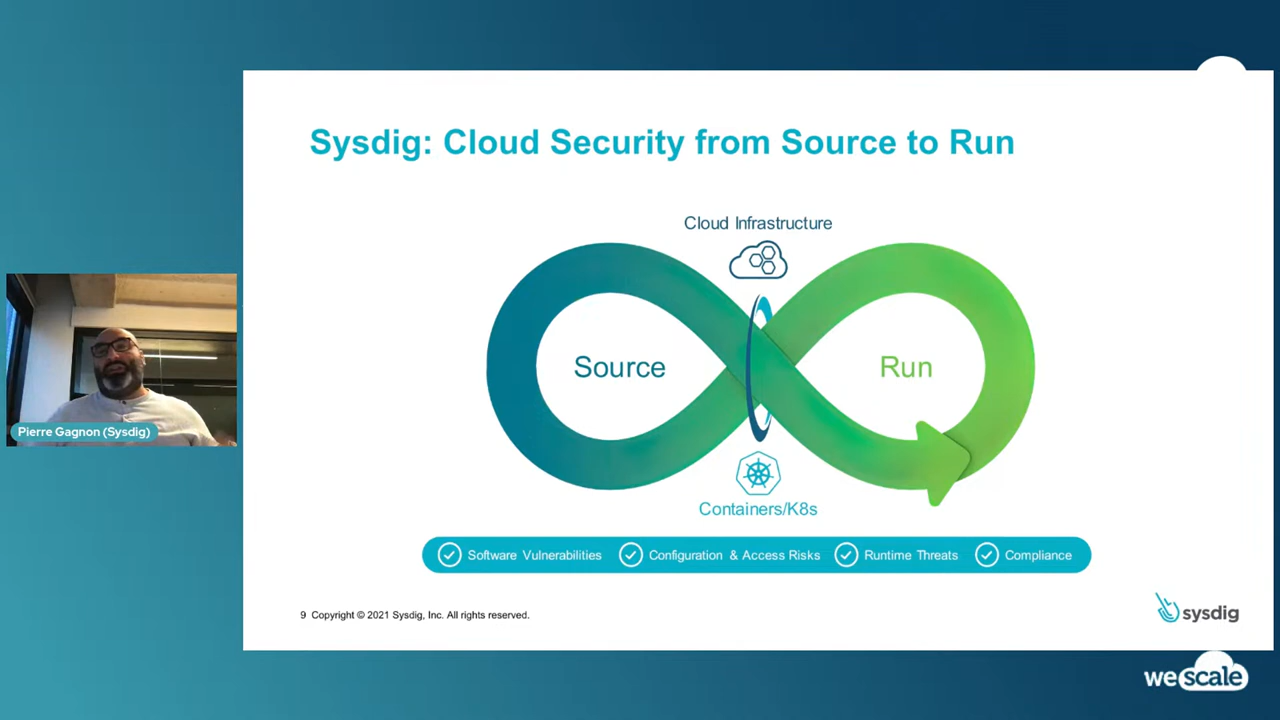 Sysdig: Cloud Security from Source to Run
Cloud Infrastructure
Source
Run
Containers/K8s
Software Vulnerabilities
Configuration & Access Risks
Runtime Threats
Compliance
9 Copyright © 2021 Sysdig, Inc. All rights reserved.
sysdig
Pierre Gagnon (Sysdig)
wescale